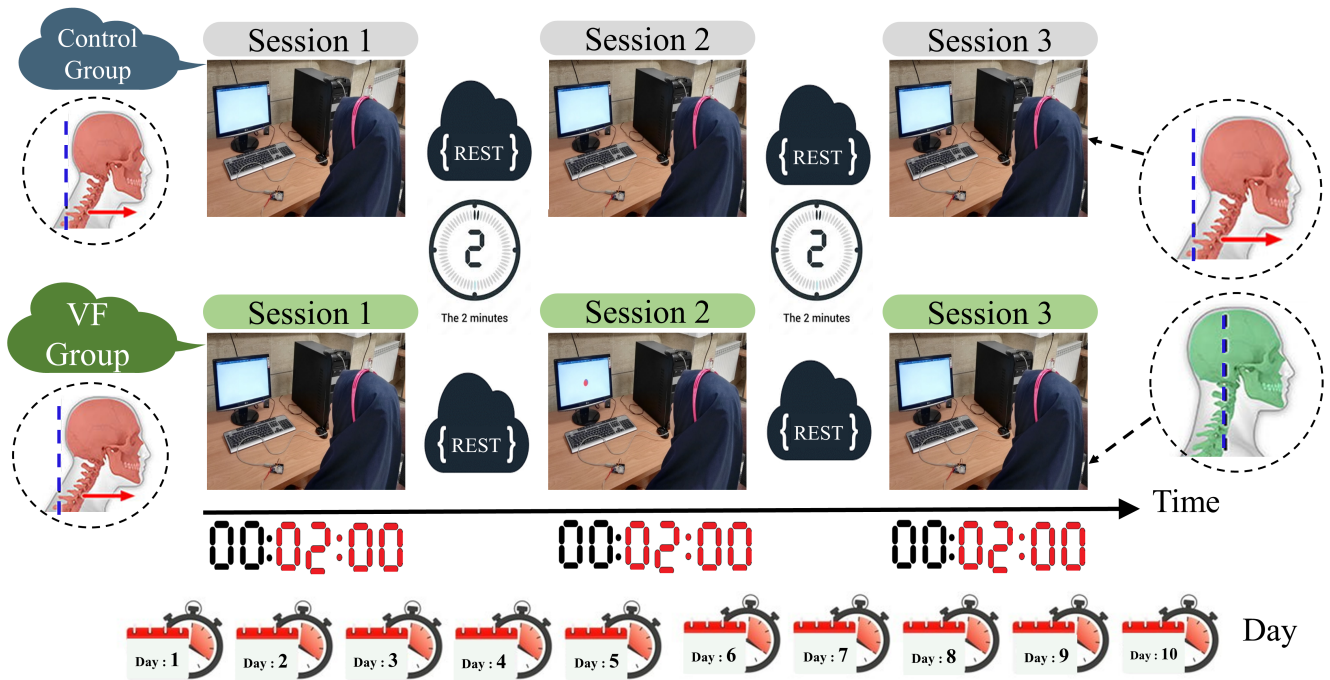 Control
Group
Session 1
Session 2
Session 3
{ REST }
{ REST }
2
The 2 minutes
2
The 2 minutes
VF
Group
Session 1
Session 2
Session 3
{ REST }
{ REST }
Time
00:02:00
00:02:00
00:02:00
Day : 1
Day : 2
Day : 3
Day : 4
Day : 5
Day : 6
Day : 7
Day : 8
Day : 9
Day : 10
Day